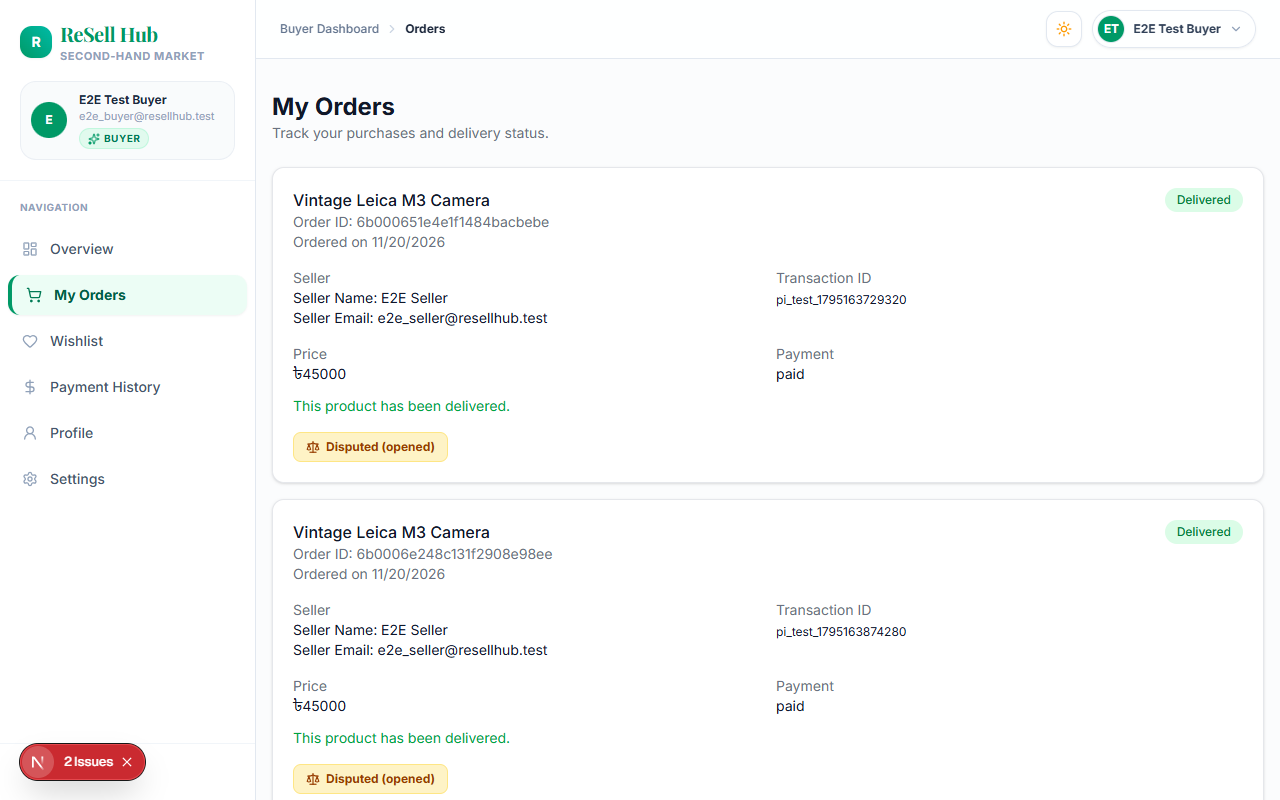 R
ReSell Hub
SECOND-HAND MARKET
E
E2E Test Buyer
e2e_buyer@resellhub.test
BUYER
NAVIGATION
Overview
My Orders
Wishlist
Payment History
Profile
Settings
N
2 Issues
Buyer Dashboard
Orders
ET
E2E Test Buyer
My Orders
Track your purchases and delivery status.
Vintage Leica M3 Camera
Delivered
Order ID: 6b000651e4e1f1484bacbebe
Ordered on 11/20/2026
Seller
Seller Name: E2E Seller
Seller Email: e2e_seller@resellhub.test
Transaction ID
pi_test_1795163729320
Price
৳45000
Payment
paid
This product has been delivered.
Disputed (opened)
Vintage Leica M3 Camera
Delivered
Order ID: 6b0006e248c131f2908e98ee
Ordered on 11/20/2026
Seller
Seller Name: E2E Seller
Seller Email: e2e_seller@resellhub.test
Transaction ID
pi_test_1795163874280
Price
৳45000
Payment
paid
This product has been delivered.
Disputed (opened)